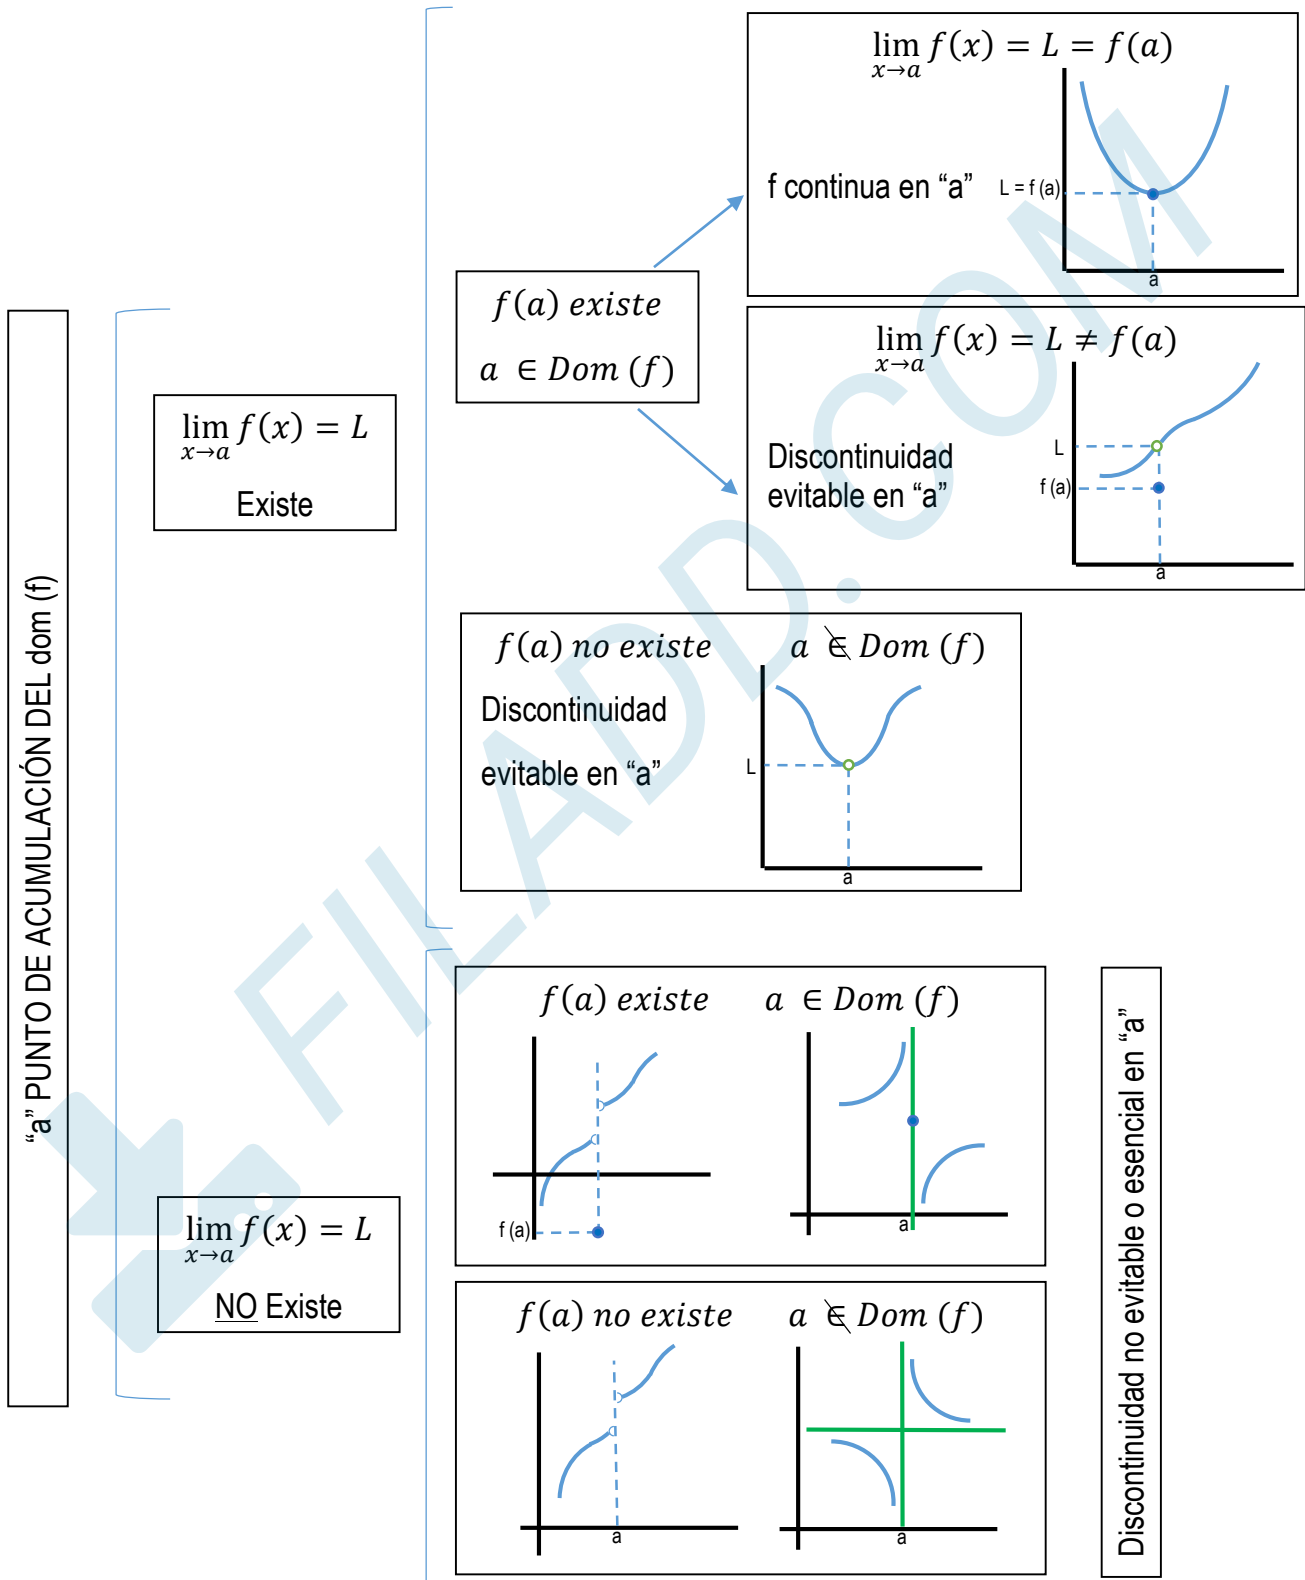 “a” PUNTO DE ACUMULACIÓN DEL dom (f)
lim x→a f(x) = L
Existe
f(a) existe
a ∈ Dom (f)
lim x→a f(x) = L = f(a)
f continua en “a”
L = f (a)
a
lim x→a f(x) = L ≠ f(a)
Discontinuidad
evitable en “a”
L
f (a)
a
f(a) no existe a ∉ Dom (f)
Discontinuidad
evitable en “a”
L
a
lim x→a f(x) = L
NO Existe
f(a) existe a ∈ Dom (f)
f (a)
a
f(a) no existe a ∉ Dom (f)
a
a
Discontinuidad no evitable o esencial en “a”
FILADD.COM